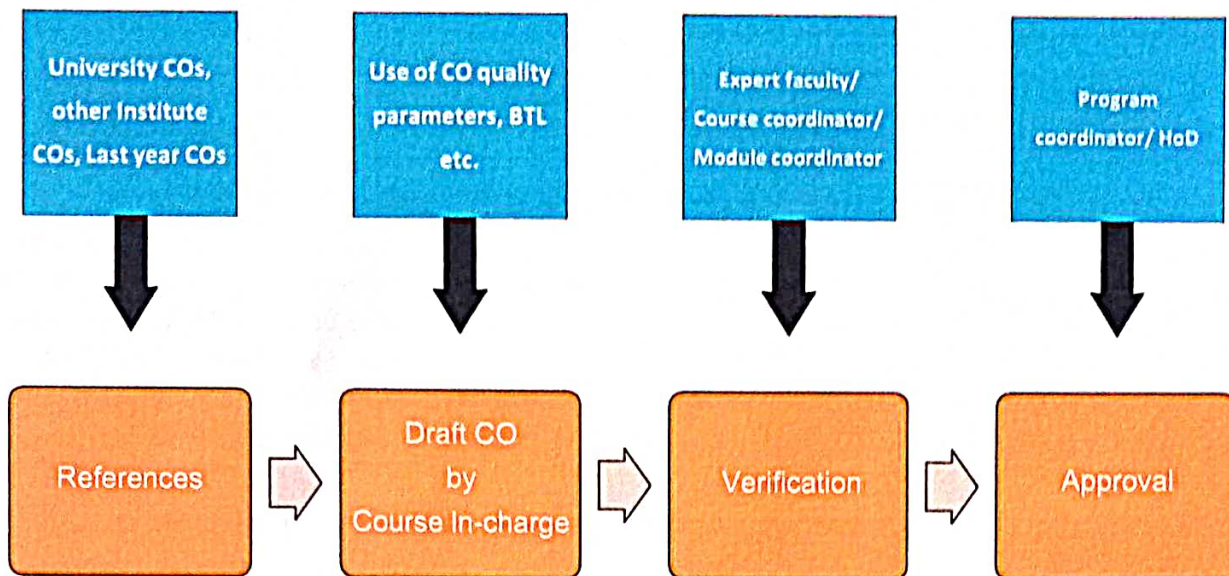 University COs,
other Institute
COs, Last year COs
Use of CO quality
parameters, BTL
etc.
Expert faculty/
Course coordinator/
Module coordinator
Program
coordinator/ HoD
References
Draft CO
by
Course In-charge
Verification
Approval